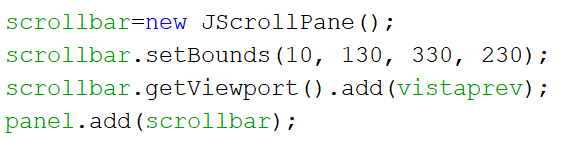 scrollbar=new JScrollPane();
scrollbar.setBounds(10, 130, 330, 230);
scrollbar.getViewport().add(vistaprev);
panel.add(scrollbar);